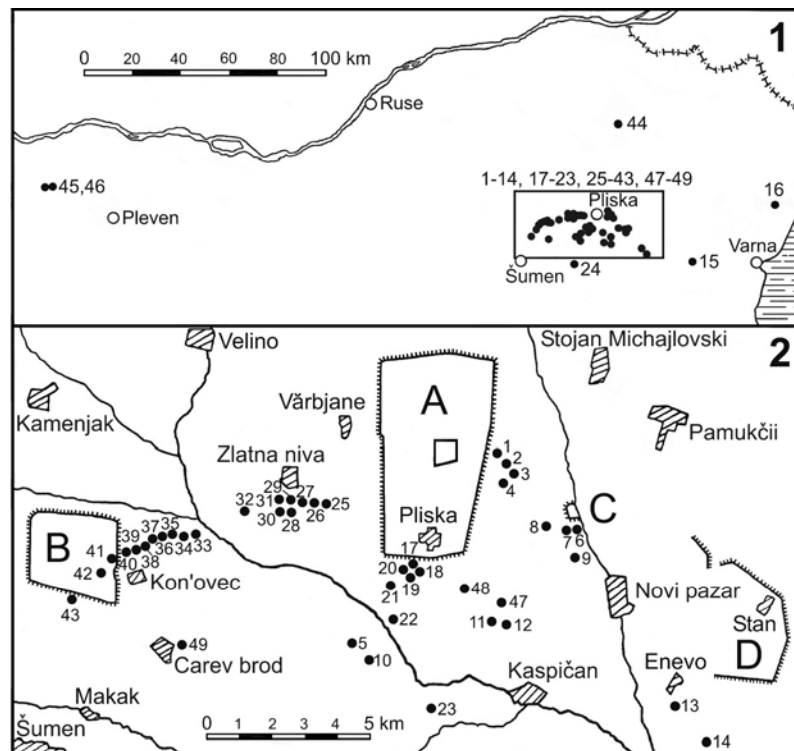 1
0 20 40 60 80 100 km
Ruse
44
1-14, 17-23, 25-43, 47-49
45,46
Pleven
Pliska
16
Šumen
24
15
Varna
2
Velino
Stojan Michajlovski
Kamenjak
Vărbjane
A
Pamukčii
Zlatna niva
1
2
3
4
29
27
32
31
26
25
30
28
C
8
7
6
9
Pliska
17
20
18
19
21
B
39
37
35
41
40
38
36
34
33
42
Kon'ovec
43
48
47
Novi pazar
Stan
D
22
11
12
49
Carev brod
5
10
Enevo
13
Kaspičan
Makak
23
14
Šumen
0 1 2 3 4 5 km